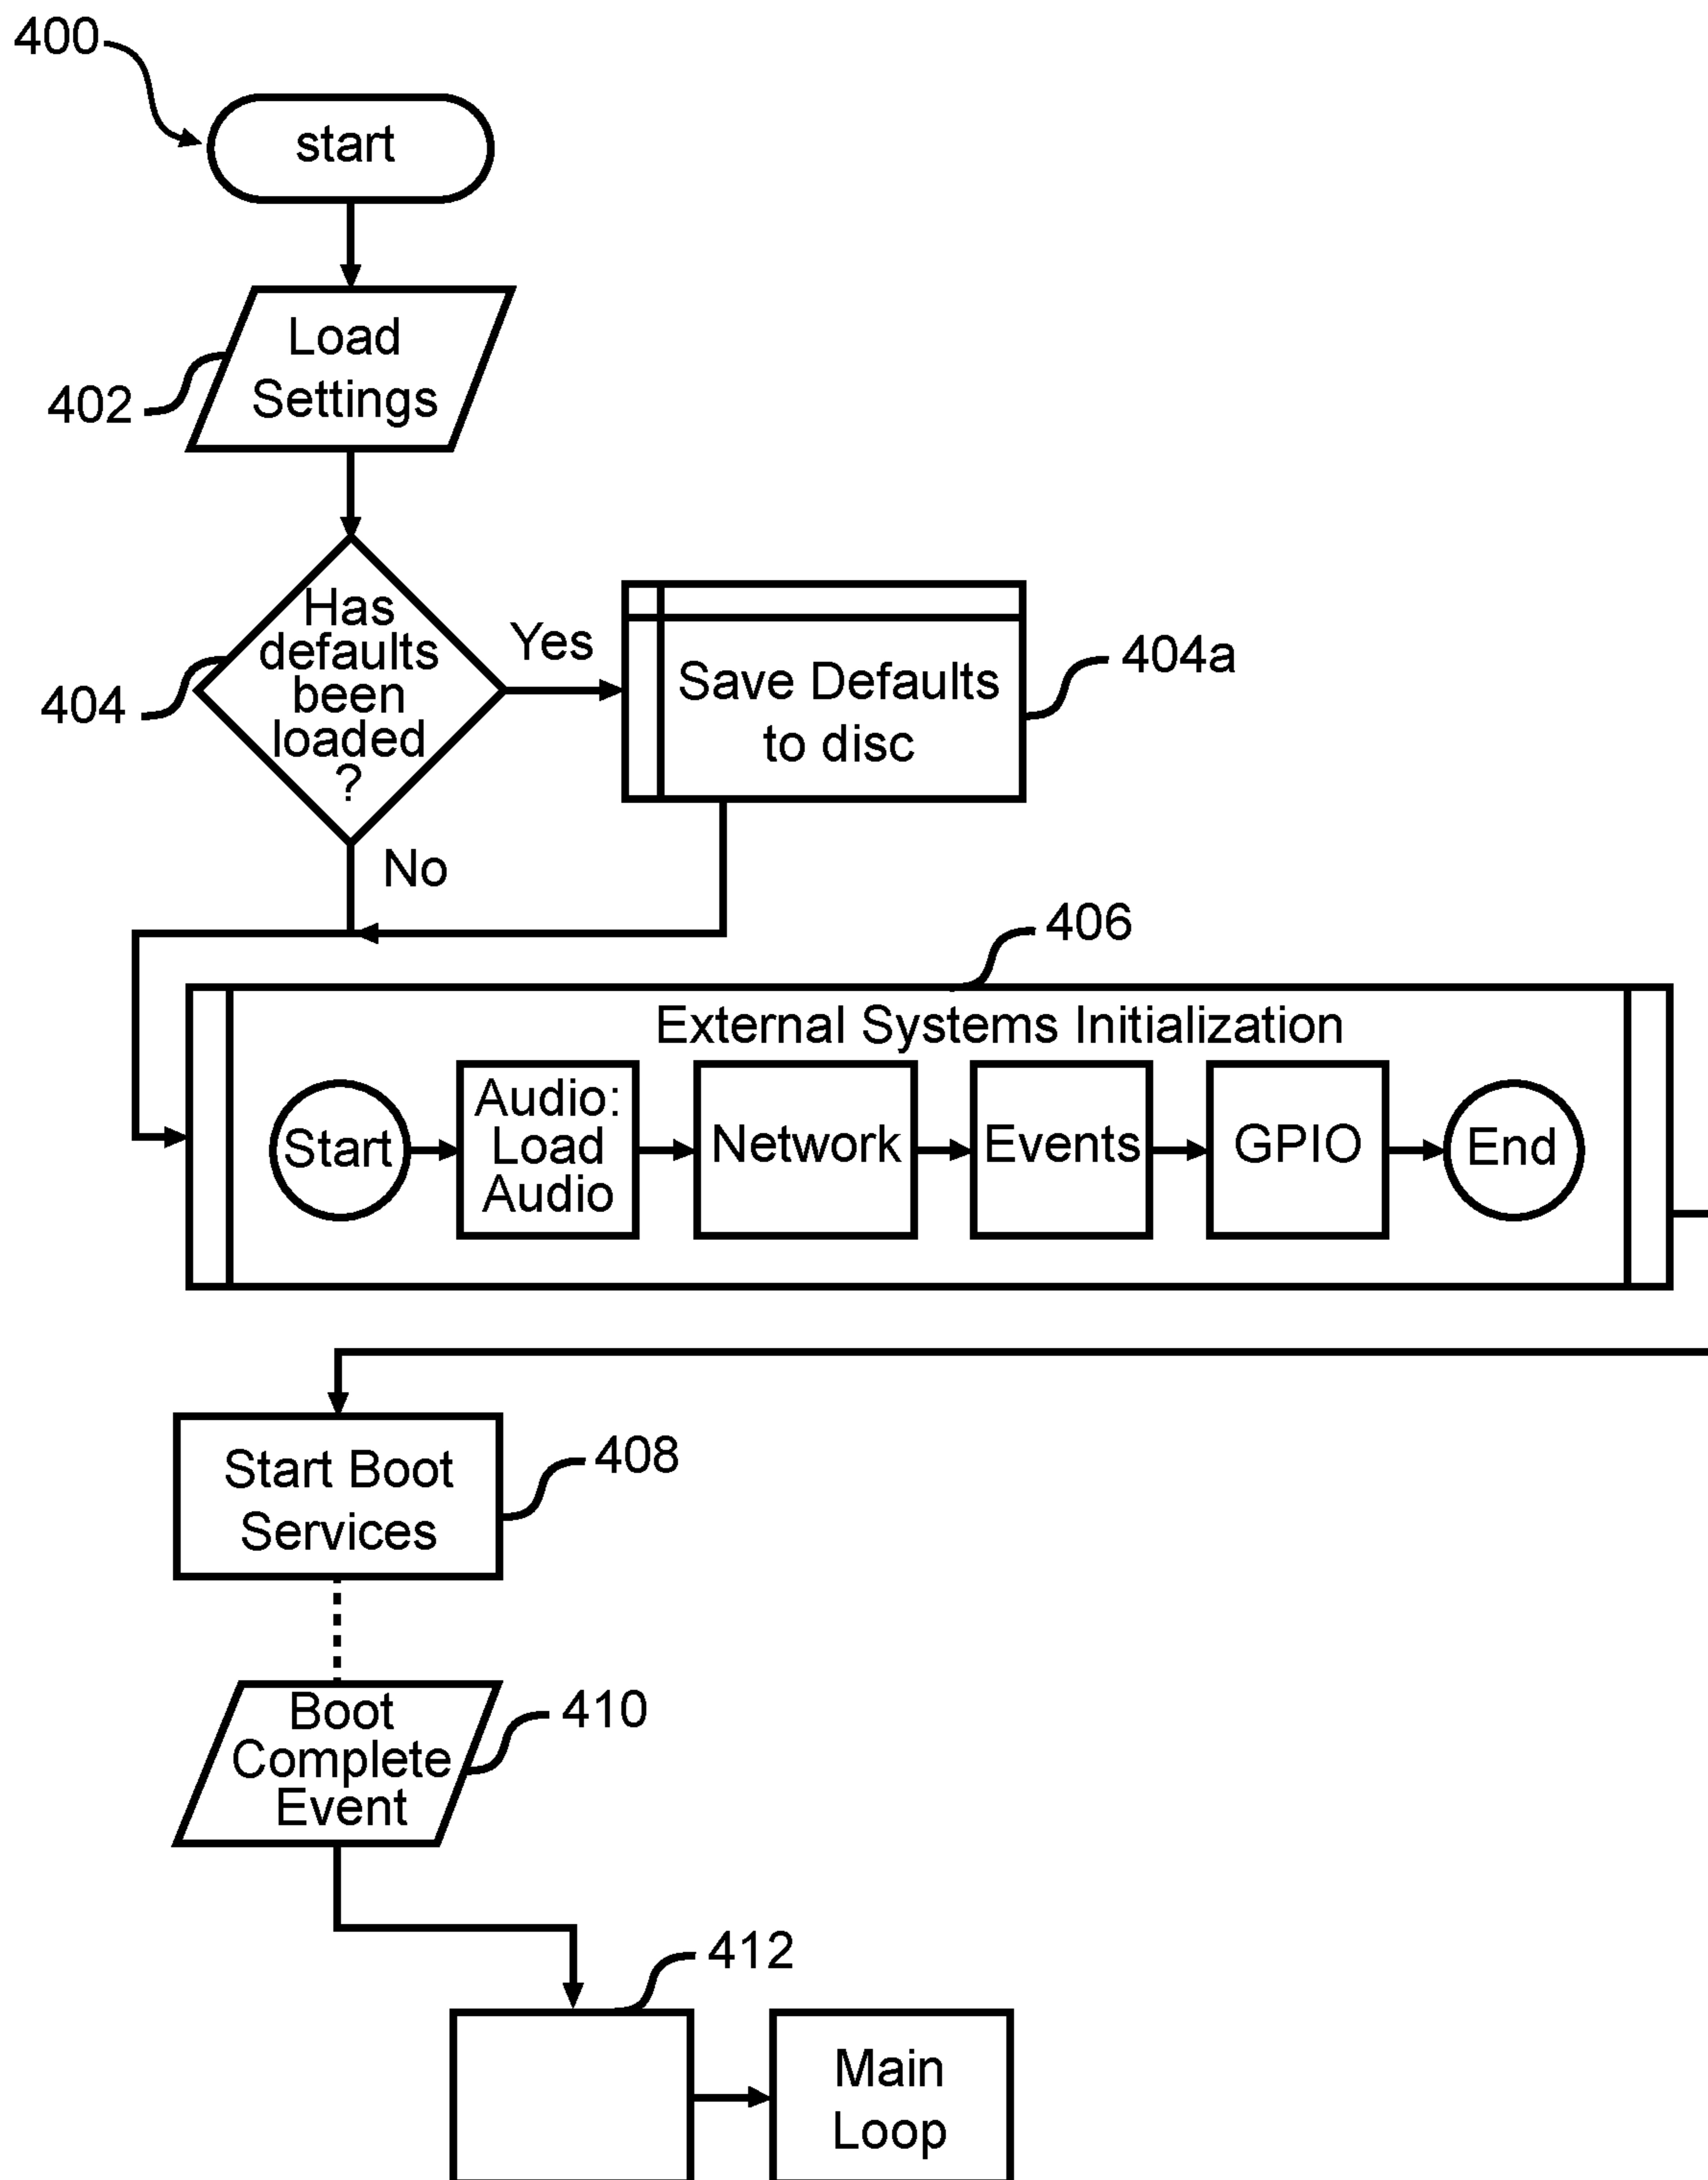 400
start
Load
Settings
402
Has
defaults
been
loaded
?
404
Yes
Save Defaults
to disc
404a
No
406
External Systems Initialization
Start
Audio:
Load
Audio
Network
Events
GPIO
End
Start Boot
Services
408
Boot
Complete
Event
410
412
Main
Loop